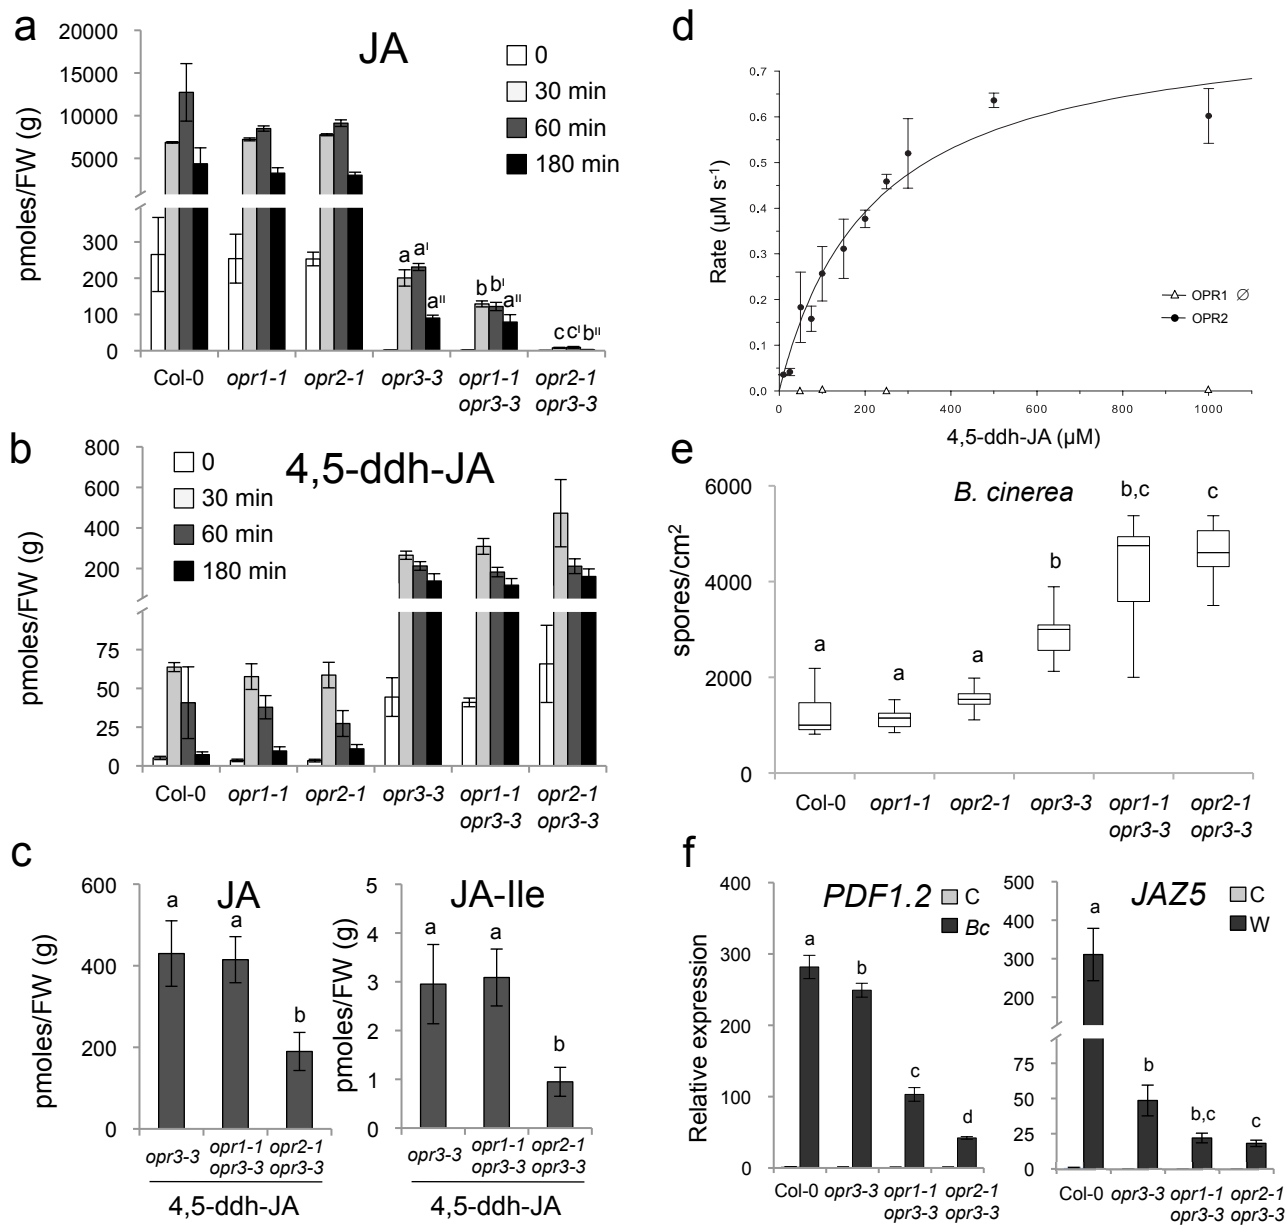 a
JA
20000
15000
10000
5000
300
200
100
0
pmoles/FW (g)
0
30 min
60 min
180 min
a
aᴵ
aᴵᴵ
b
bᴵ
aᴵᴵ
c
cᴵ
bᴵᴵ
Col-0
opr1-1
opr2-1
opr3-3
opr1-1
opr3-3
opr2-1
opr3-3
b
4,5-ddh-JA
800
600
400
200
75
50
25
0
pmoles/FW (g)
0
30 min
60 min
180 min
Col-0
opr1-1
opr2-1
opr3-3
opr1-1
opr3-3
opr2-1
opr3-3
c
JA
600
400
200
0
pmoles/FW (g)
a
a
b
opr3-3
opr1-1
opr3-3
opr2-1
opr3-3
4,5-ddh-JA
JA-Ile
5
4
3
2
1
0
pmoles/FW (g)
a
a
b
opr3-3
opr1-1
opr3-3
opr2-1
opr3-3
4,5-ddh-JA
d
0.7
0.6
0.5
0.4
0.3
0.2
0.1
0.0
Rate (µM s⁻¹)
OPR1 ∅
OPR2
0
200
400
600
800
1000
4,5-ddh-JA (µM)
e
B. cinerea
6000
4000
2000
0
spores/cm²
a
a
a
b
b,c
c
Col-0
opr1-1
opr2-1
opr3-3
opr1-1
opr3-3
opr2-1
opr3-3
f
PDF1.2
C
Bc
400
300
200
100
0
Relative expression
a
b
c
d
Col-0
opr3-3
opr1-1
opr3-3
opr2-1
opr3-3
JAZ5
C
W
500
400
300
200
75
50
25
0
a
b
b,c
c
Col-0
opr3-3
opr1-1
opr3-3
opr2-1
opr3-3